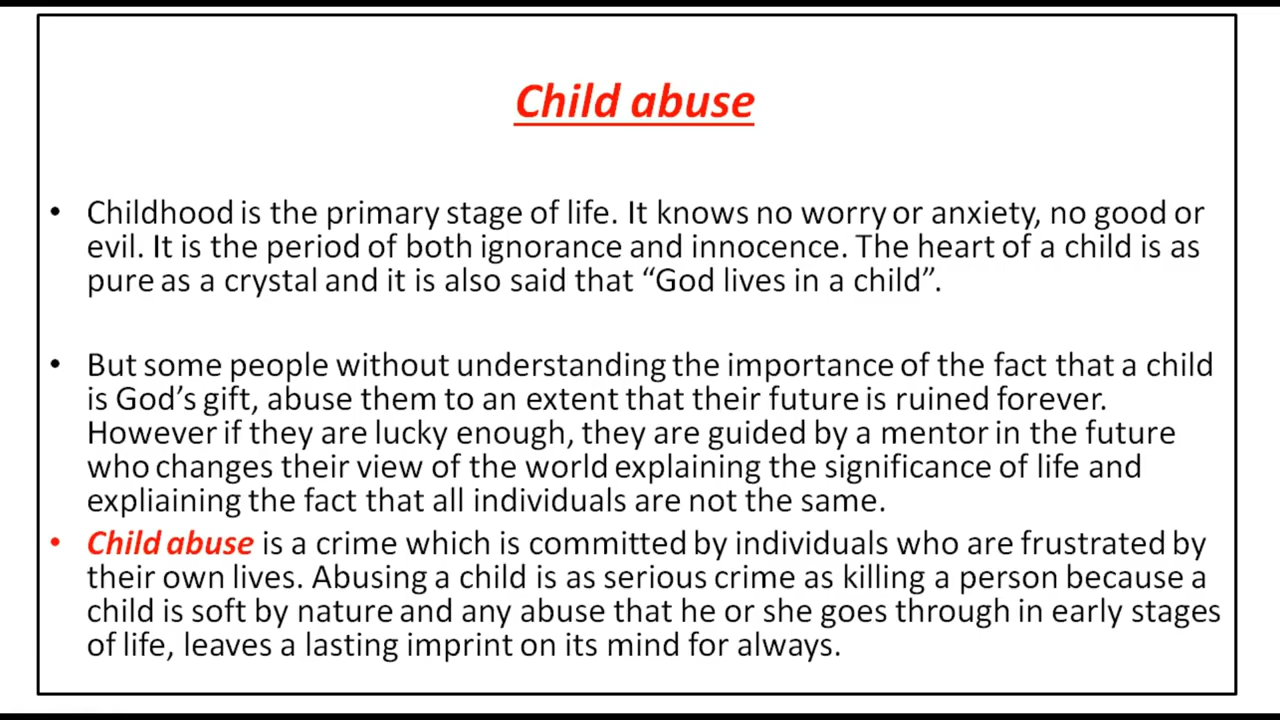 Child abuse
• Childhood is the primary stage of life. It knows no worry or anxiety, no good or
evil. It is the period of both ignorance and innocence. The heart of a child is as
pure as a crystal and it is also said that “God lives in a child”.
• But some people without understanding the importance of the fact that a child
is God’s gift, abuse them to an extent that their future is ruined forever.
However if they are lucky enough, they are guided by a mentor in the future
who changes their view of the world explaining the significance of life and
expliaining the fact that all individuals are not the same.
• Child abuse is a crime which is committed by individuals who are frustrated by
their own lives. Abusing a child is as serious crime as killing a person because a
child is soft by nature and any abuse that he or she goes through in early stages
of life, leaves a lasting imprint on its mind for always.